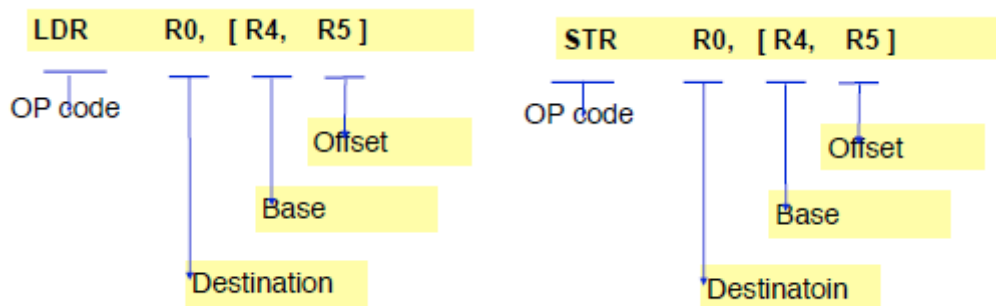 LDR R0, [ R4, R5 ]
OP code
Offset
Base
Destination
STR R0, [ R4, R5 ]
OP code
Offset
Base
Destinatoin